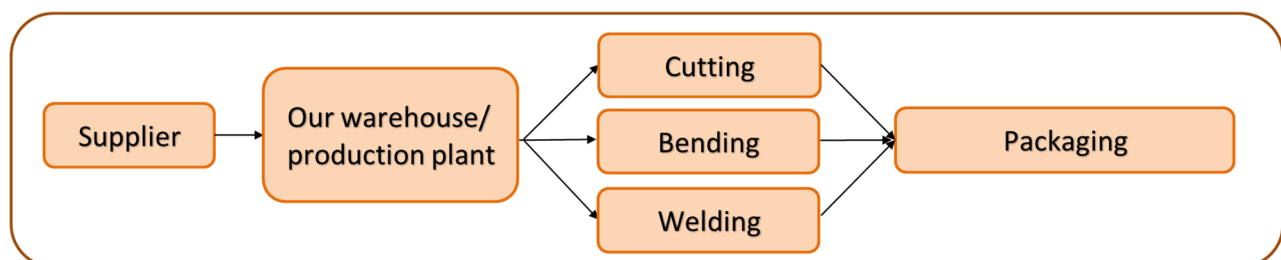 Supplier
Our warehouse/
production plant
Cutting
Bending
Welding
Packaging